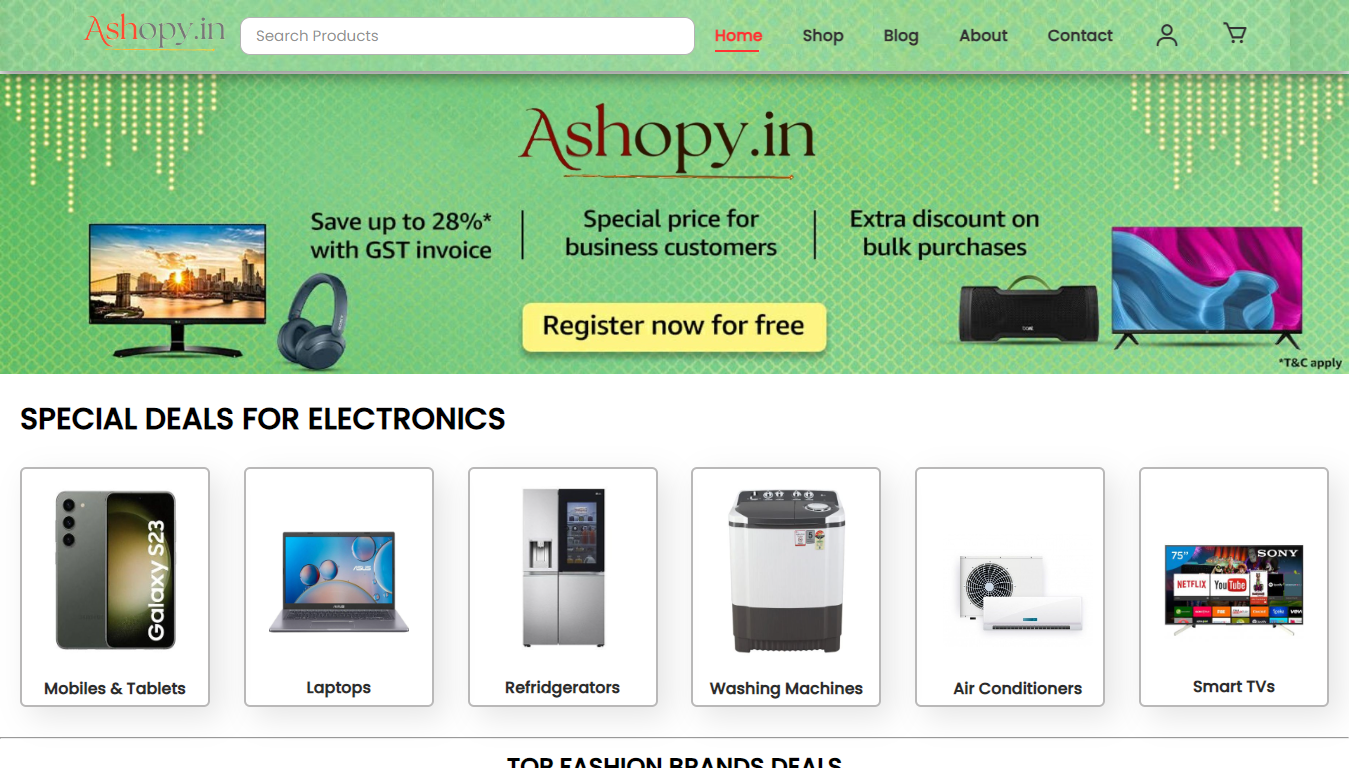 Ashopy.in
Search Products
Home
Shop
Blog
About
Contact
Ashopy.in
Save up to 28%*
with GST invoice
Special price for
business customers
Extra discount on
bulk purchases
Register now for free
*T&C apply
SPECIAL DEALS FOR ELECTRONICS
Galaxy S23
ASUS
75"
SONY
NETFLIX
YouTube
Mobiles & Tablets
Laptops
Refridgerators
Washing Machines
Air Conditioners
Smart TVs
TOP FASHION BRANDS DEALS